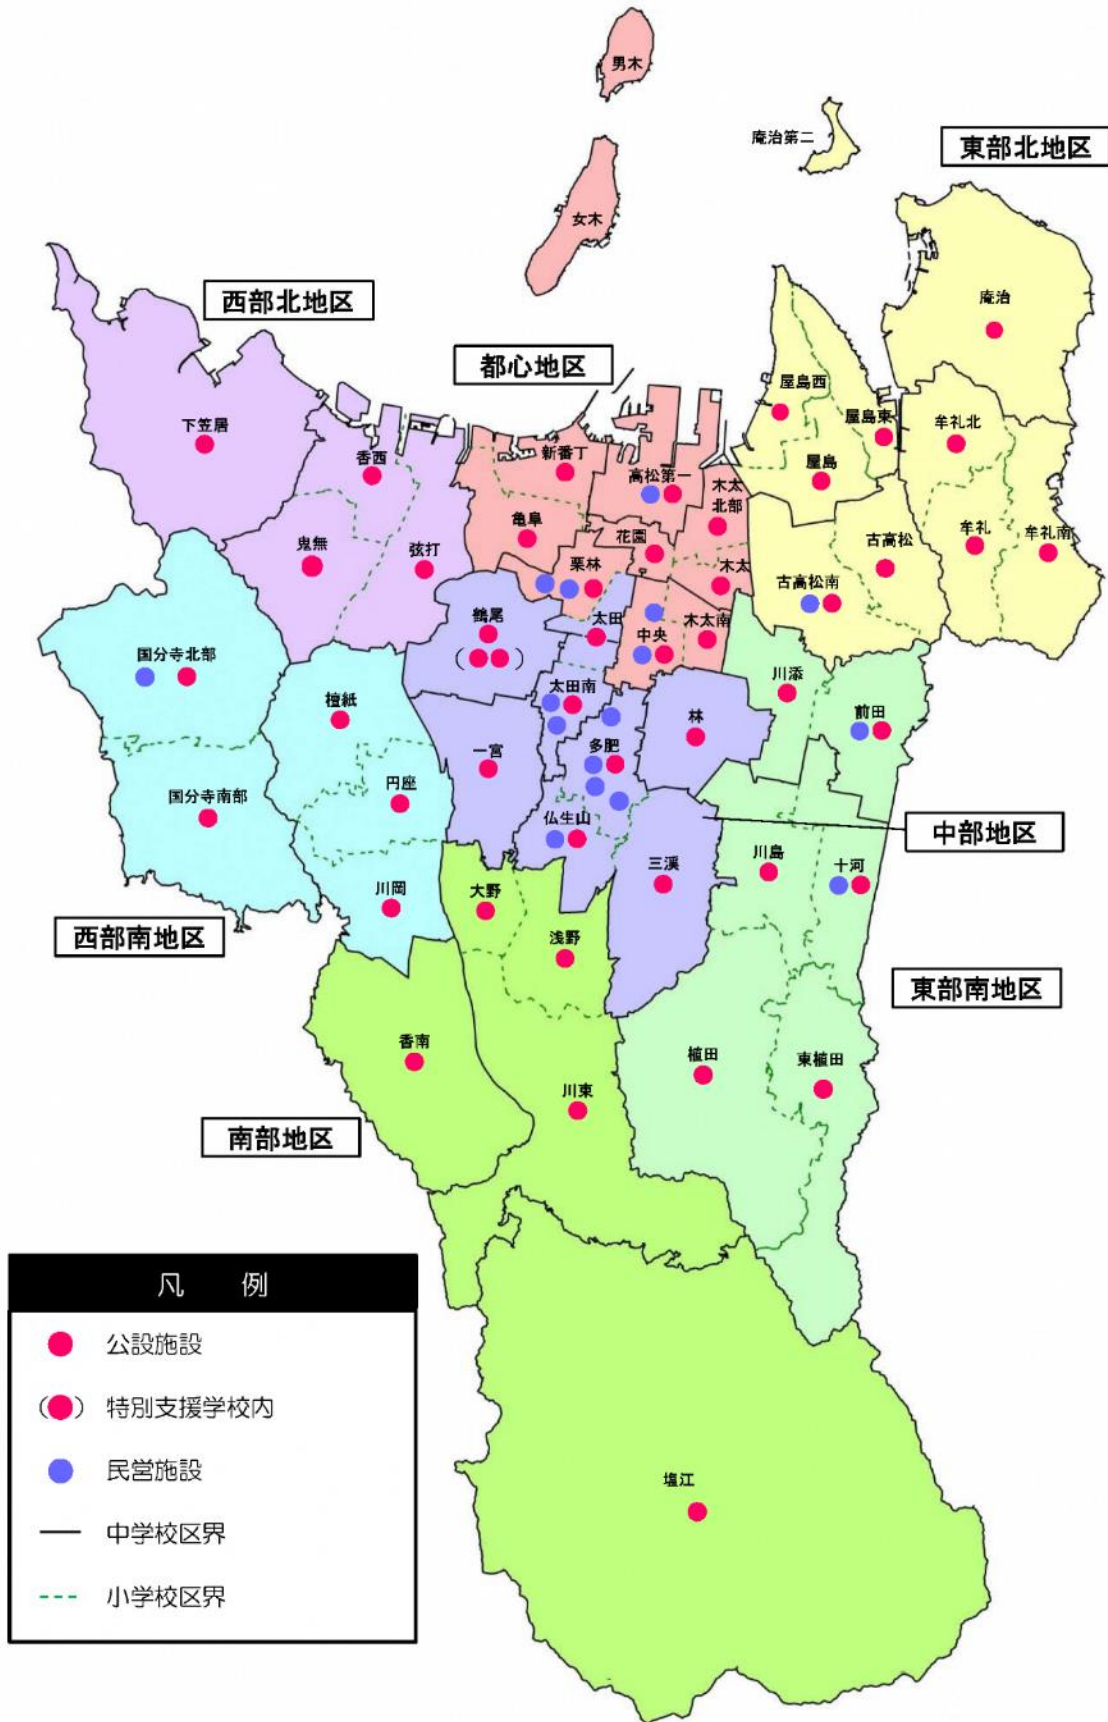 男木
庵治第二
東部北地区
女木
西部北地区
庵治
都心地区
屋島西
下笠居
屋島東
牟礼北
香西
新番丁
高松第一
屋島
木太
北部
亀阜
花園
古高松
鬼無
弦打
栗林
木太
牟礼
牟礼南
古高松南
鶴尾
太田
中央
木太南
(　)
国分寺北部
川添
檀紙
太田南
林
前田
一宮
多肥
円座
国分寺南部
仏生山
中部地区
三渓
川島
十河
川岡
大野
西部南地区
浅野
東部南地区
香南
植田
東植田
川東
南部地区
凡　例
公設施設
(　) 特別支援学校内
民営施設
塩江
中学校区界
小学校区界